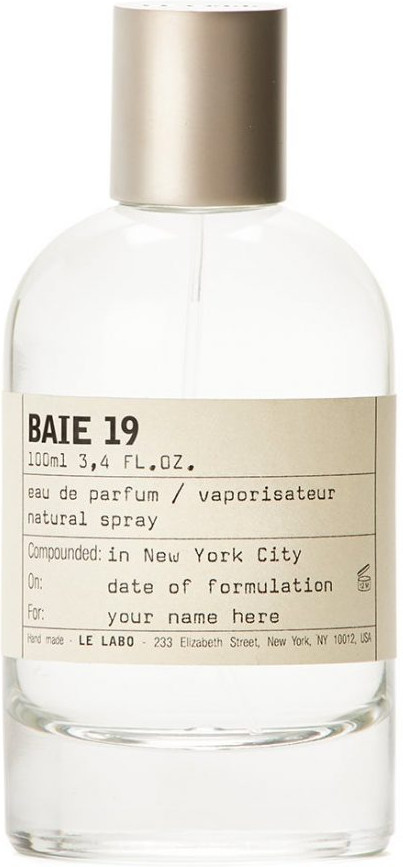 BAIE 19
100ml 3,4 FL.OZ.
eau de parfum / vaporisateur
natural spray
Compounded: in New York City
On: date of formulation
For: your name here
Hand made - LE LABO - 233 Elizabeth Street, New York, NY 10012, USA